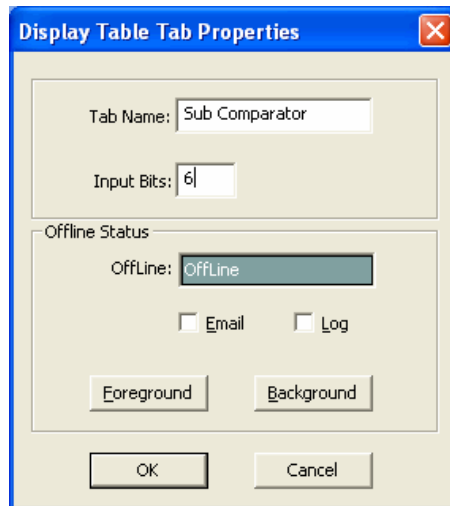 Display Table Tab Properties
Tab Name: Sub Comparator
Input Bits: 6
Offline Status
OffLine: OffLine
Email Log
Foreground Background
OK Cancel